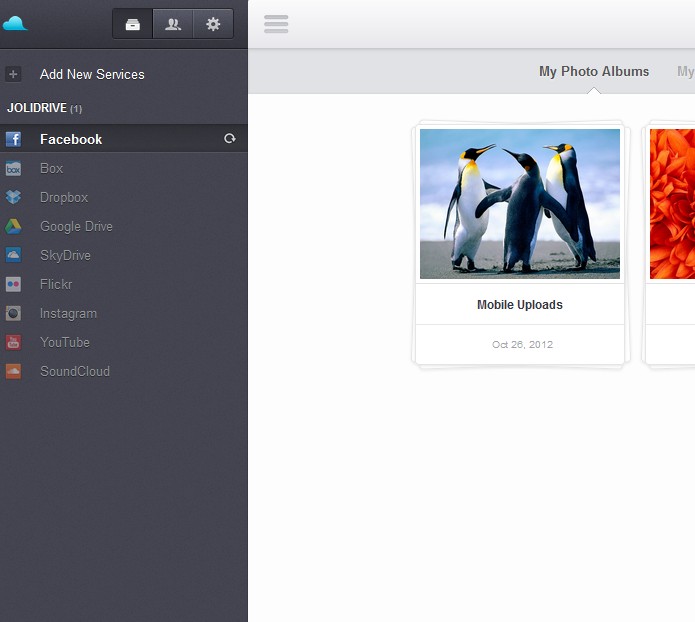 Add New Services
JOLIDRIVE (1)
Facebook
Box
Dropbox
Google Drive
SkyDrive
Flickr
Instagram
YouTube
SoundCloud
My Photo Albums
My
Mobile Uploads
Oct 26, 2012